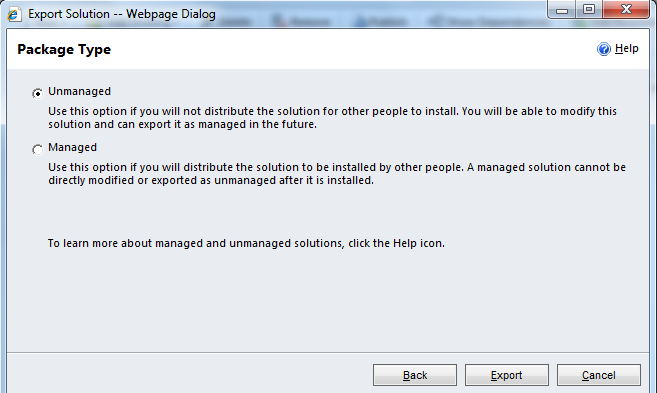 Export Solution -- Webpage Dialog
Package Type
Help
Unmanaged
Use this option if you will not distribute the solution for other people to install. You will be able to modify this
solution and can export it as managed in the future.
Managed
Use this option if you will distribute the solution to be installed by other people. A managed solution cannot be
directly modified or exported as unmanaged after it is installed.
To learn more about managed and unmanaged solutions, click the Help icon.
Back
Export
Cancel